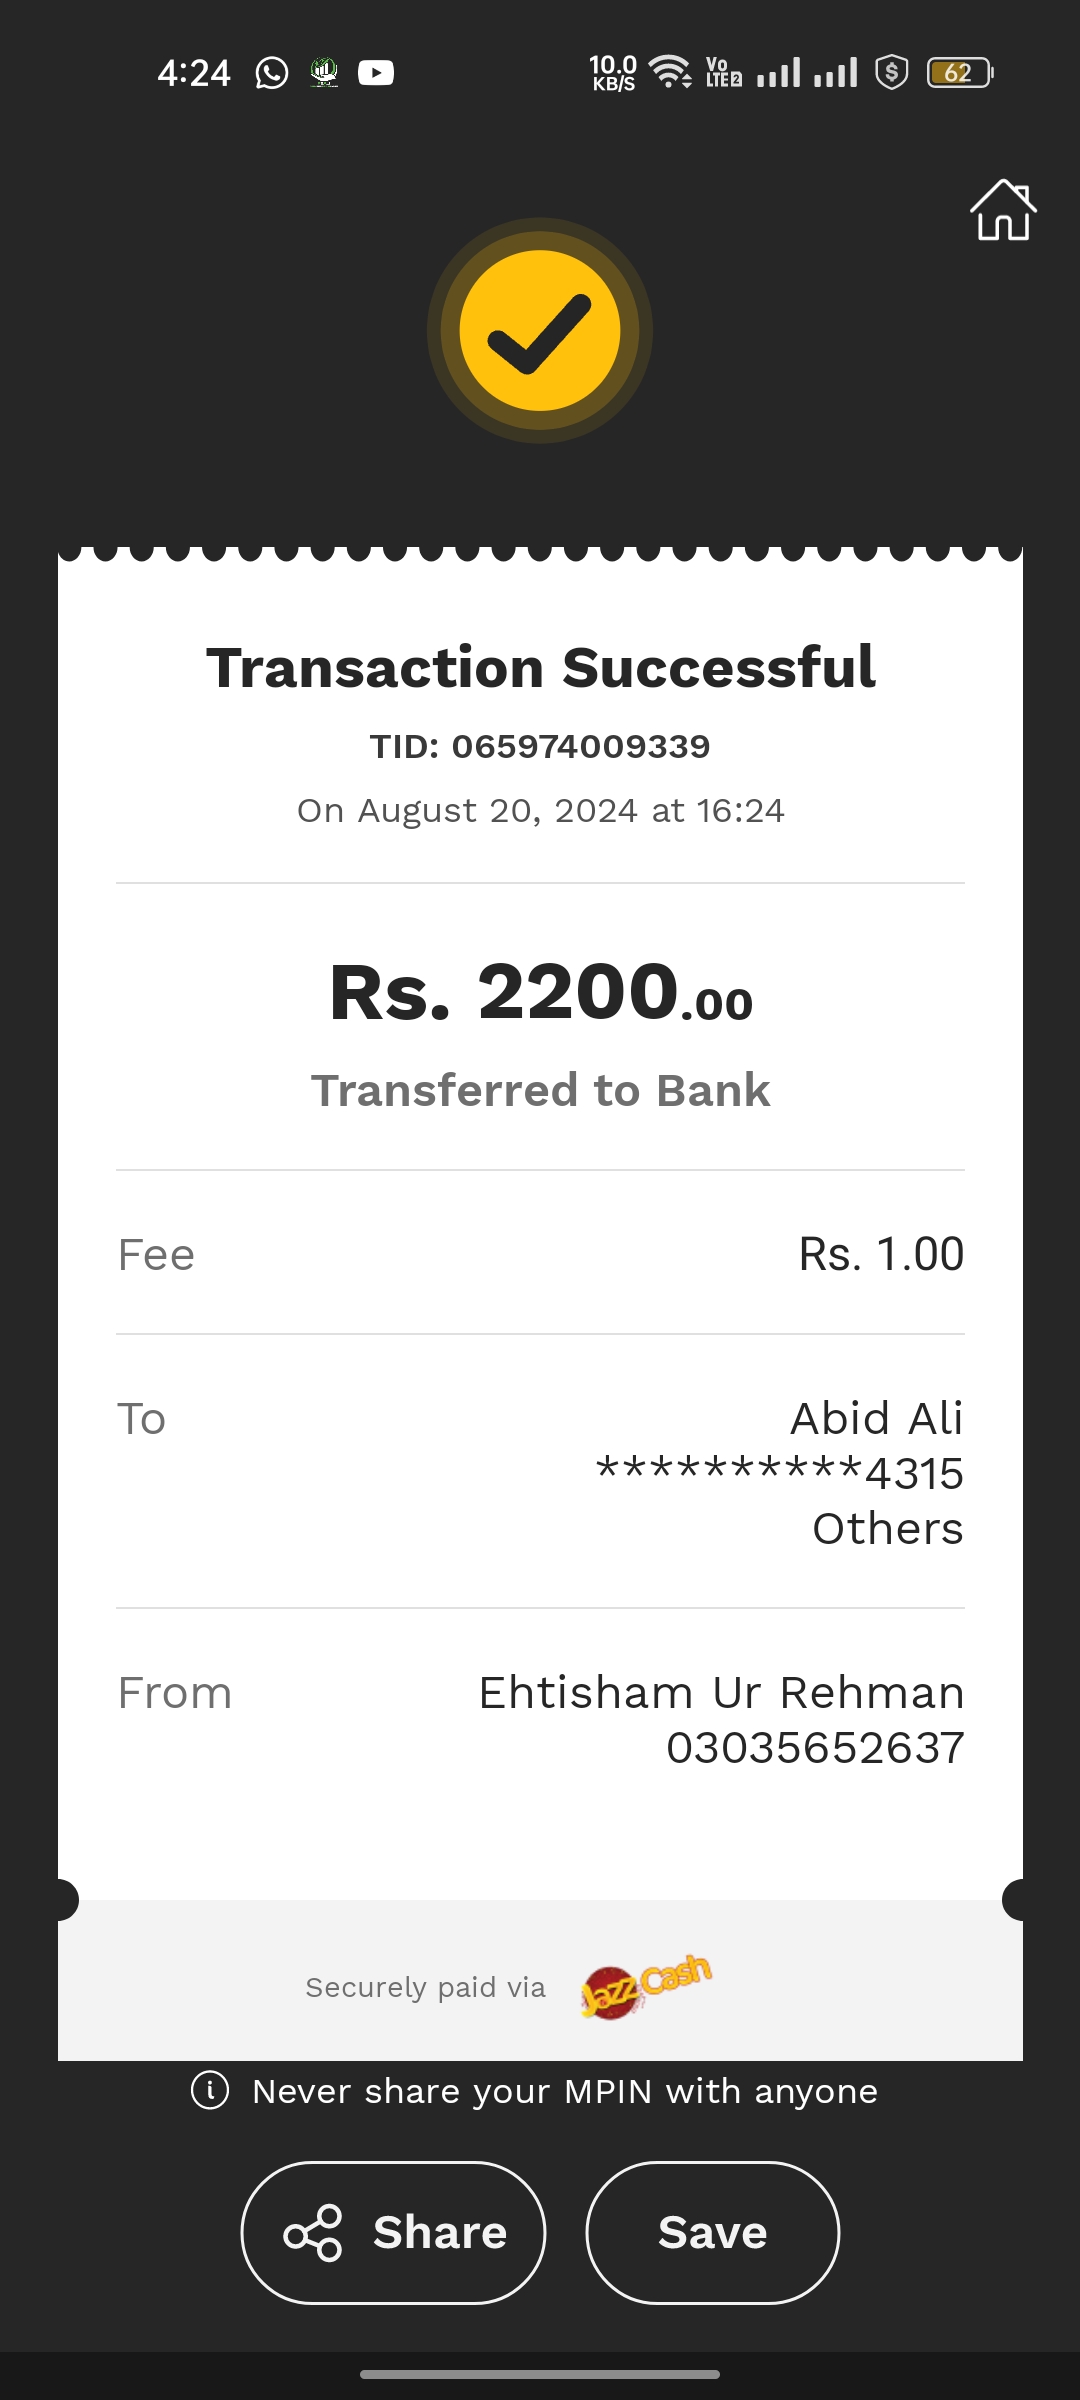 4:24
10.0 KB/S
Vo LTE 2
62
Transaction Successful
TID: 065974009339
On August 20, 2024 at 16:24
Rs. 2200.00
Transferred to Bank
Fee Rs. 1.00
To Abid Ali
**********4315
Others
From Ehtisham Ur Rehman
03035652637
Securely paid via JazzCash
Never share your MPIN with anyone
Share Save